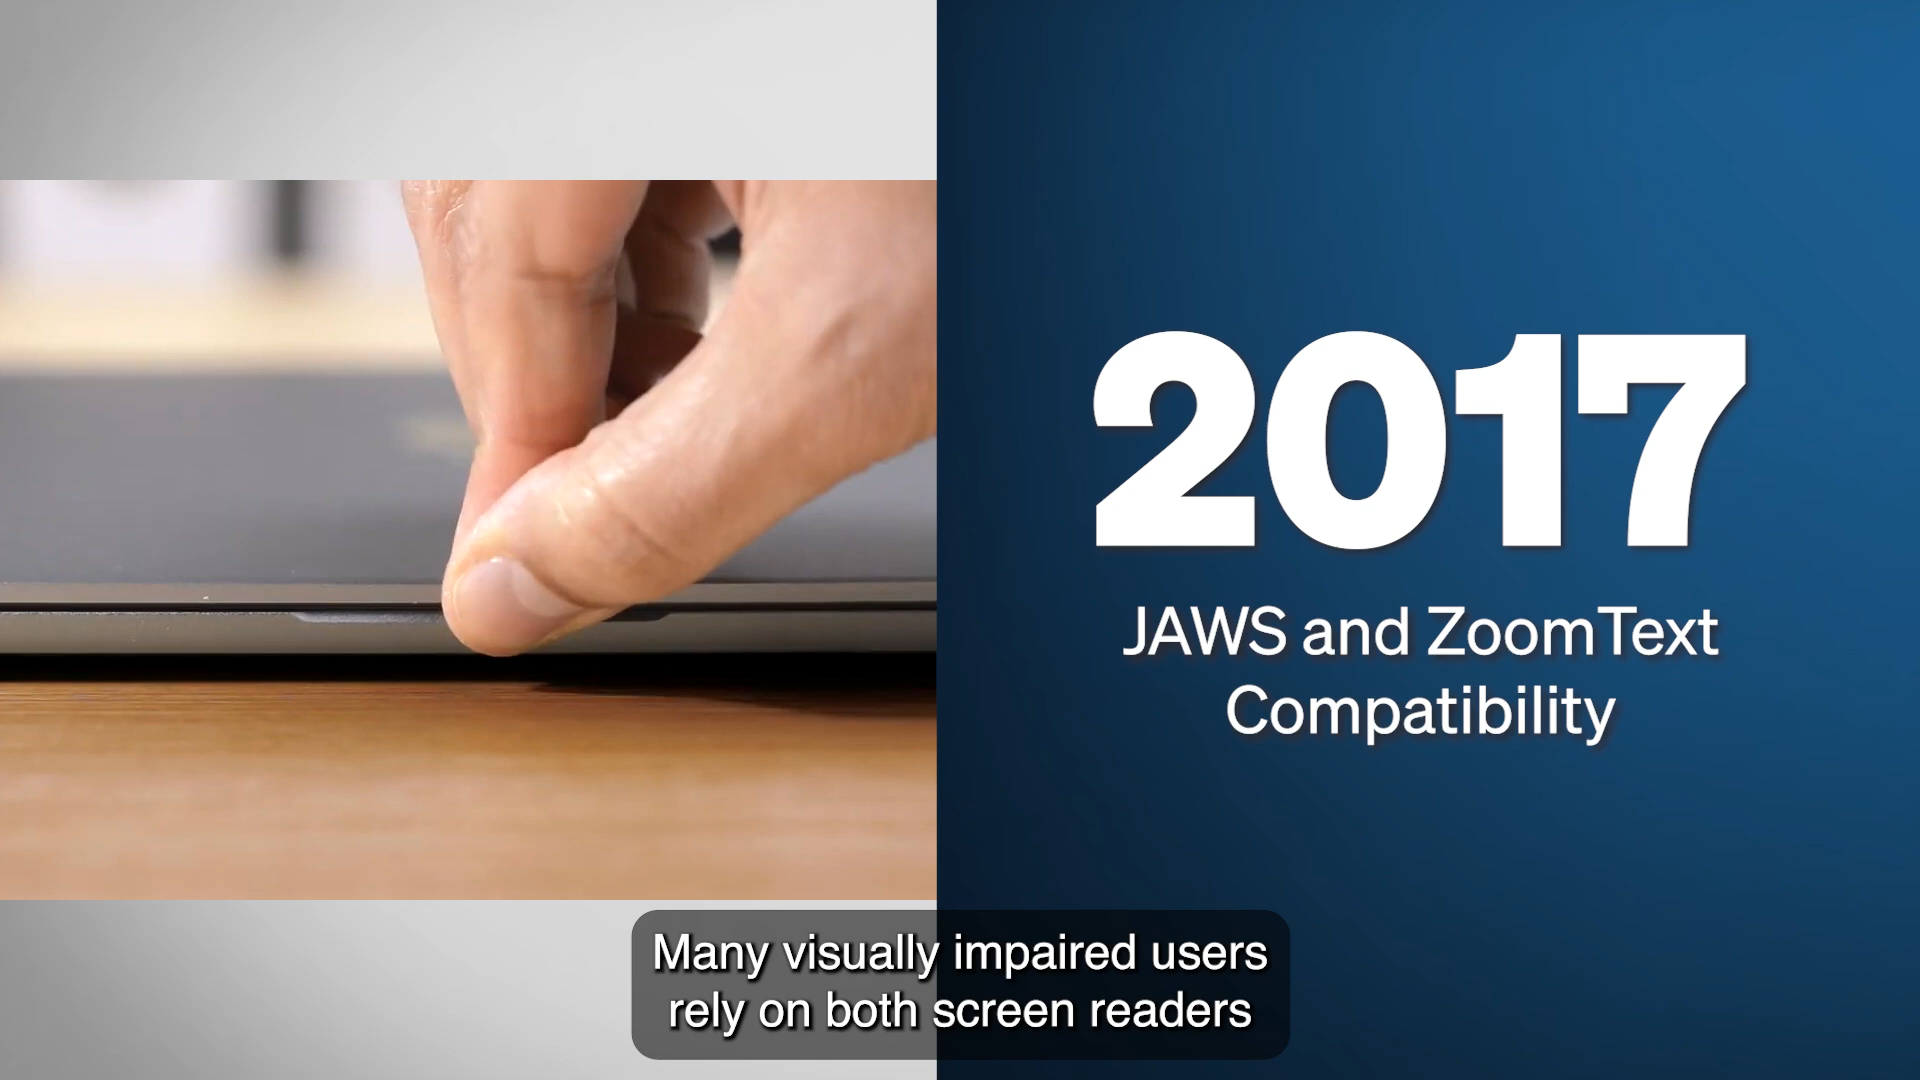 2017
JAWS and ZoomText
Compatibility
Many visually impaired users
rely on both screen readers